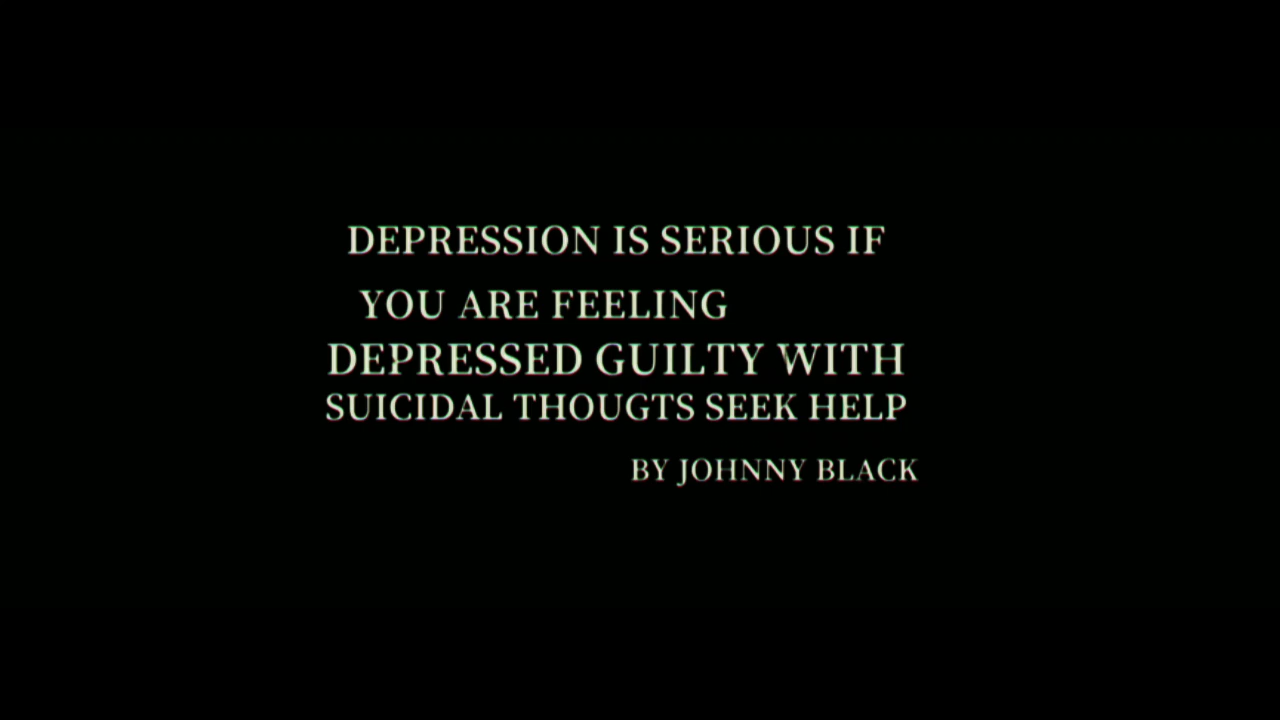 DEPRESSION IS SERIOUS IF
YOU ARE FEELING
DEPRESSED GUILTY WITH
SUICIDAL THOUGTS SEEK HELP
BY JOHNNY BLACK